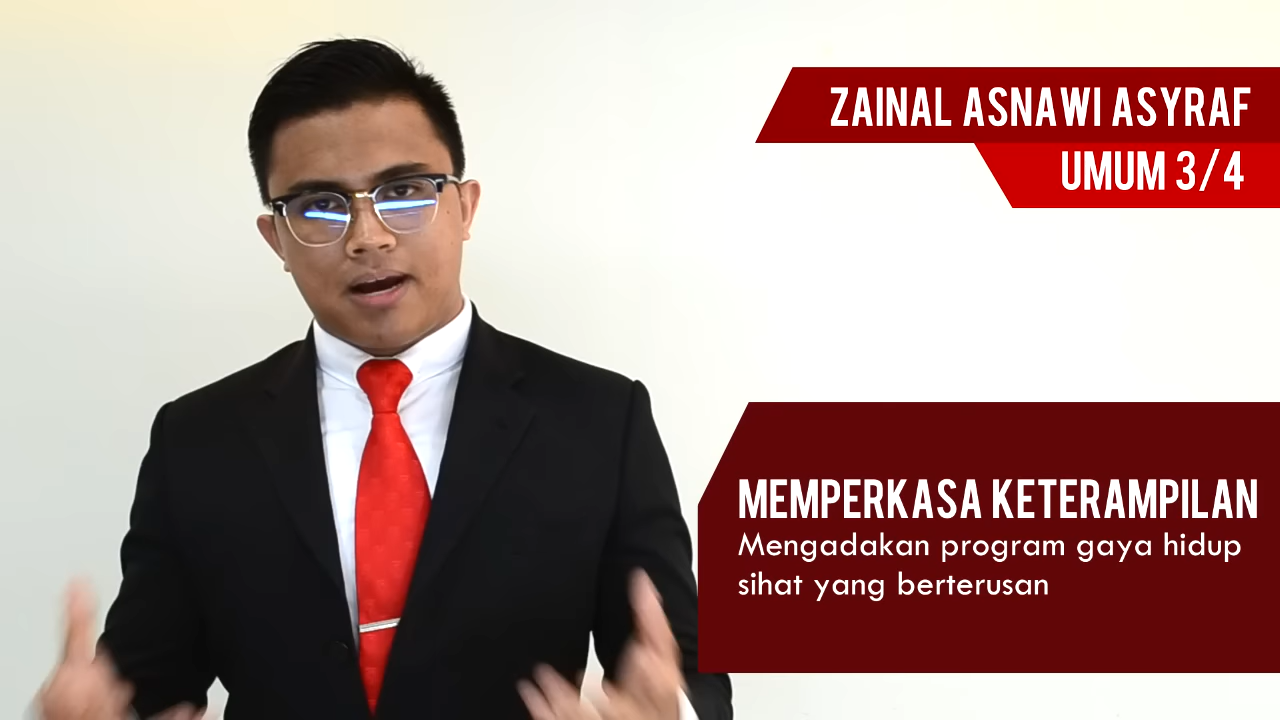 ZAINAL ASNAWI ASYRAF
UMUM 3/4
MEMPERKASA KETERAMPILAN
Mengadakan program gaya hidup
sihat yang berterusan